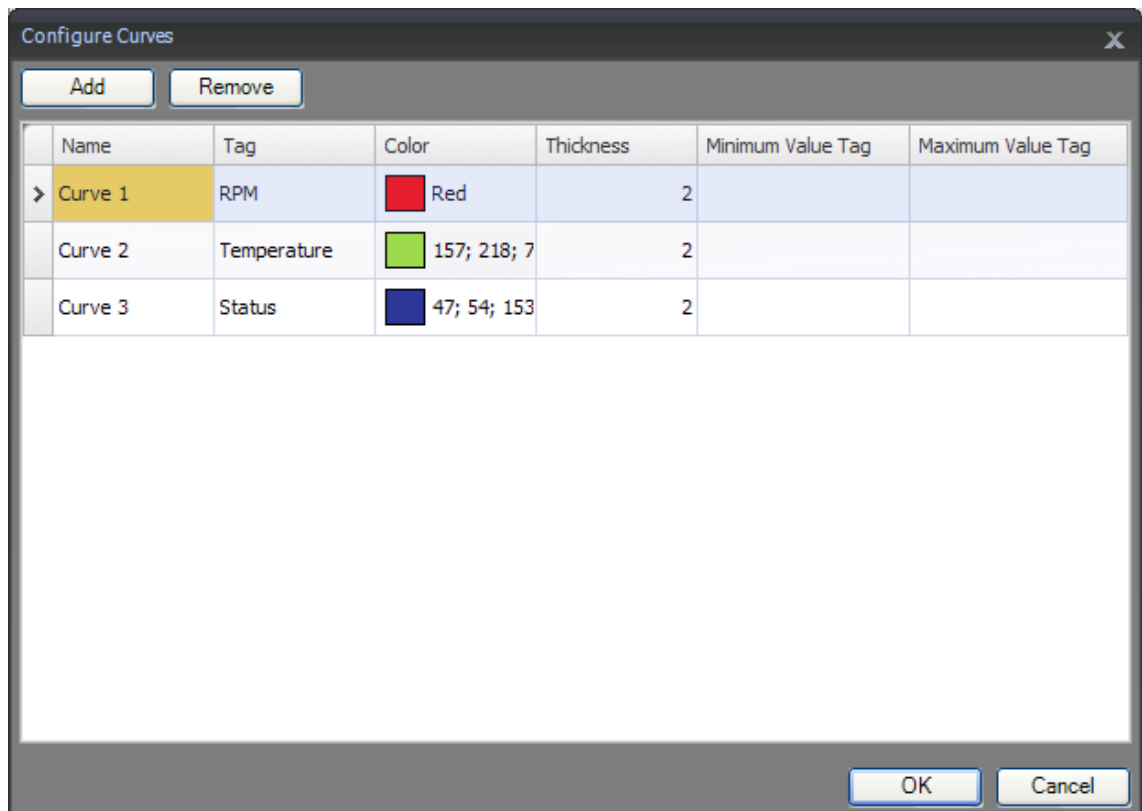 Configure Curves
X
Add Remove
Name Tag Color Thickness Minimum Value Tag Maximum Value Tag
Curve 1 RPM Red 2
Curve 2 Temperature 157; 218; 7 2
Curve 3 Status 47; 54; 153 2
OK Cancel